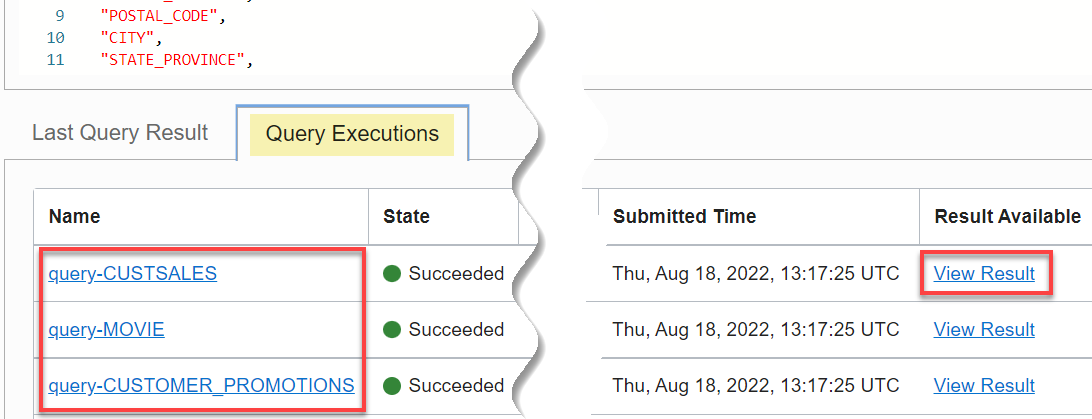 9 "POSTAL_CODE",
10 "CITY",
11 "STATE_PROVINCE",
Last Query Result Query Executions
Name State Submitted Time Result Available
query-CUSTSALES Succeeded Thu, Aug 18, 2022, 13:17:25 UTC View Result
query-MOVIE Succeeded Thu, Aug 18, 2022, 13:17:25 UTC View Result
query-CUSTOMER_PROMOTIONS Succeeded Thu, Aug 18, 2022, 13:17:25 UTC View Result